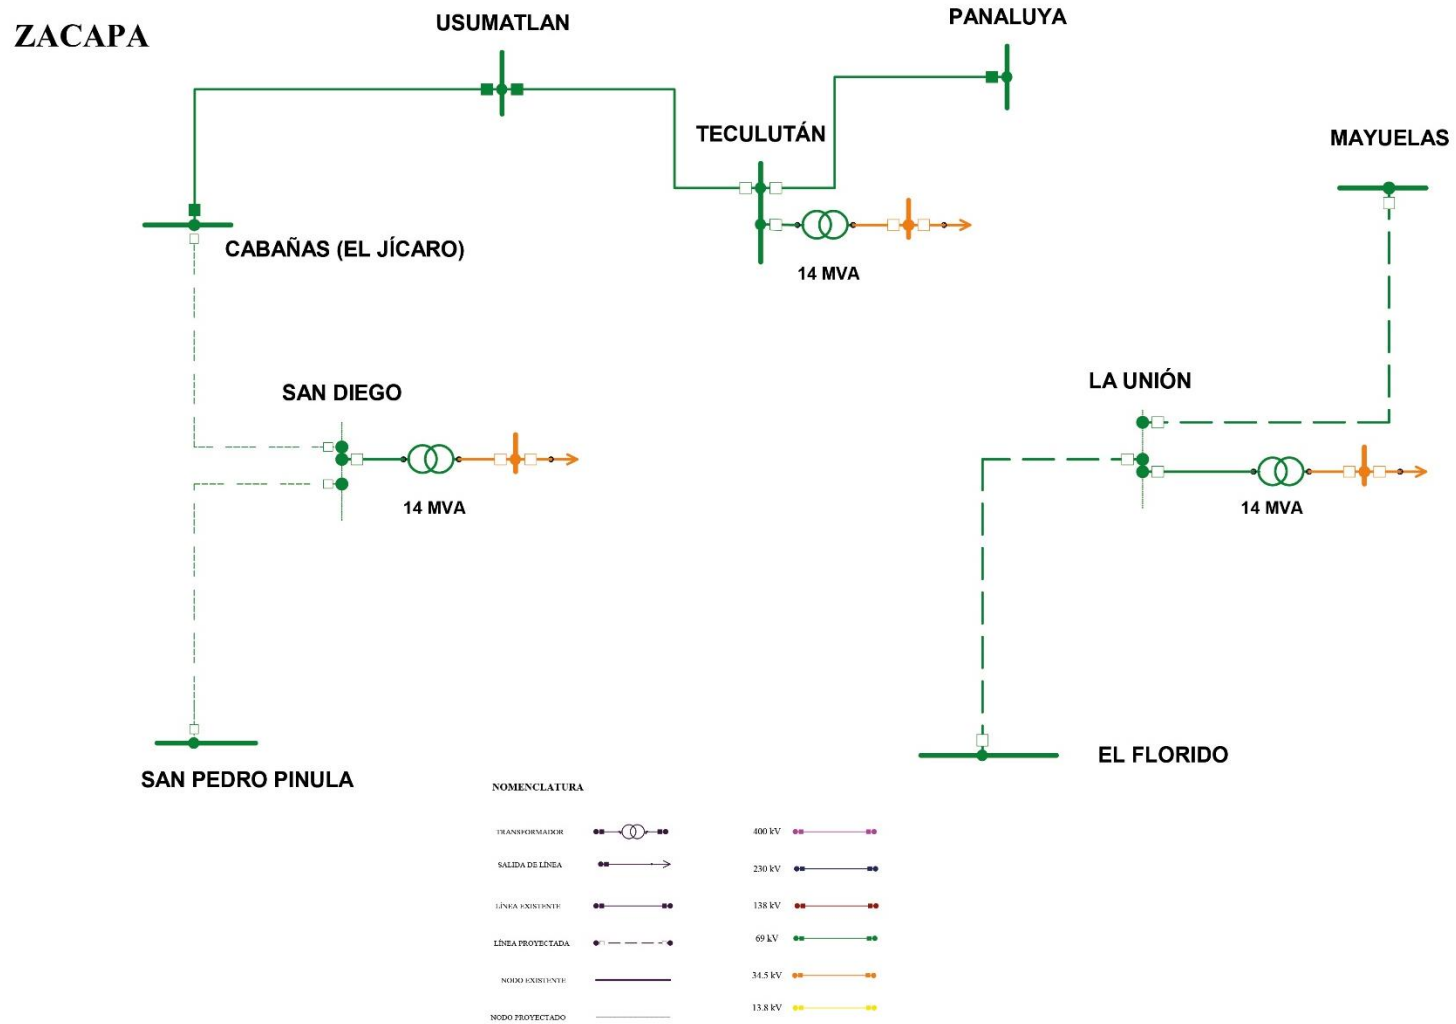 ZACAPA
USUMATLAN
PANALUYA
TECULUTÁN
MAYUELAS
CABAÑAS (EL JÍCARO)
14 MVA
SAN DIEGO
LA UNIÓN
14 MVA
14 MVA
SAN PEDRO PINULA
EL FLORIDO
NOMENCLATURA
TRANSFORMADOR
400 kV
SALIDA DE LÍNEA
230 kV
LÍNEA EXISTENTE
138 kV
LÍNEA PROYECTADA
69 kV
NODO EXISTENTE
34.5 kV
NODO PROYECTADO
13.8 kV